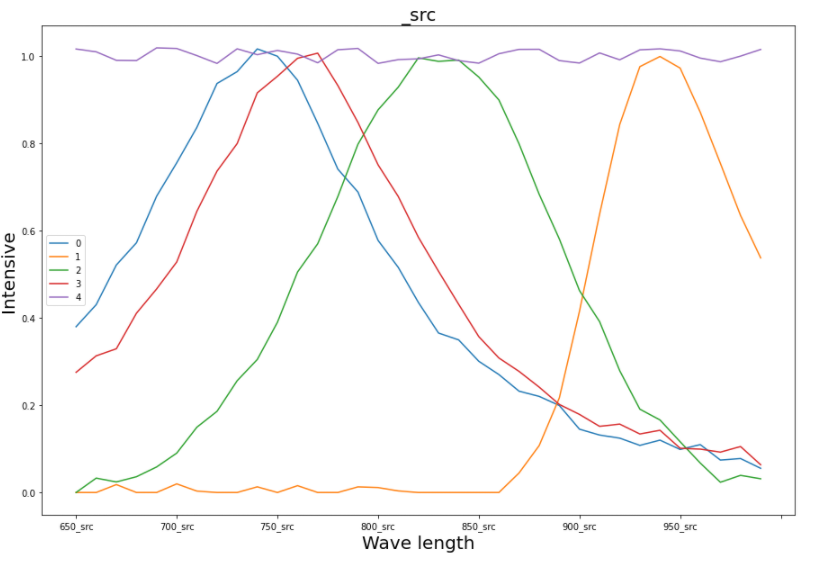 _src
Intensive
1.0
0.8
0.6
0.4
0.2
0.0
0
1
2
3
4
650_src
700_src
750_src
800_src
850_src
900_src
950_src
Wave length